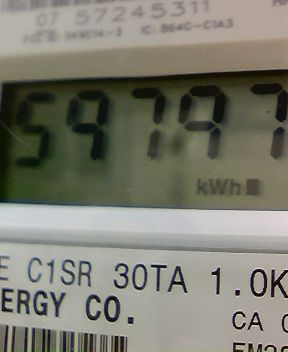 07 57245311
59797
kWh
E C1SR 30TA 1.0K
ERGY CO.
CA